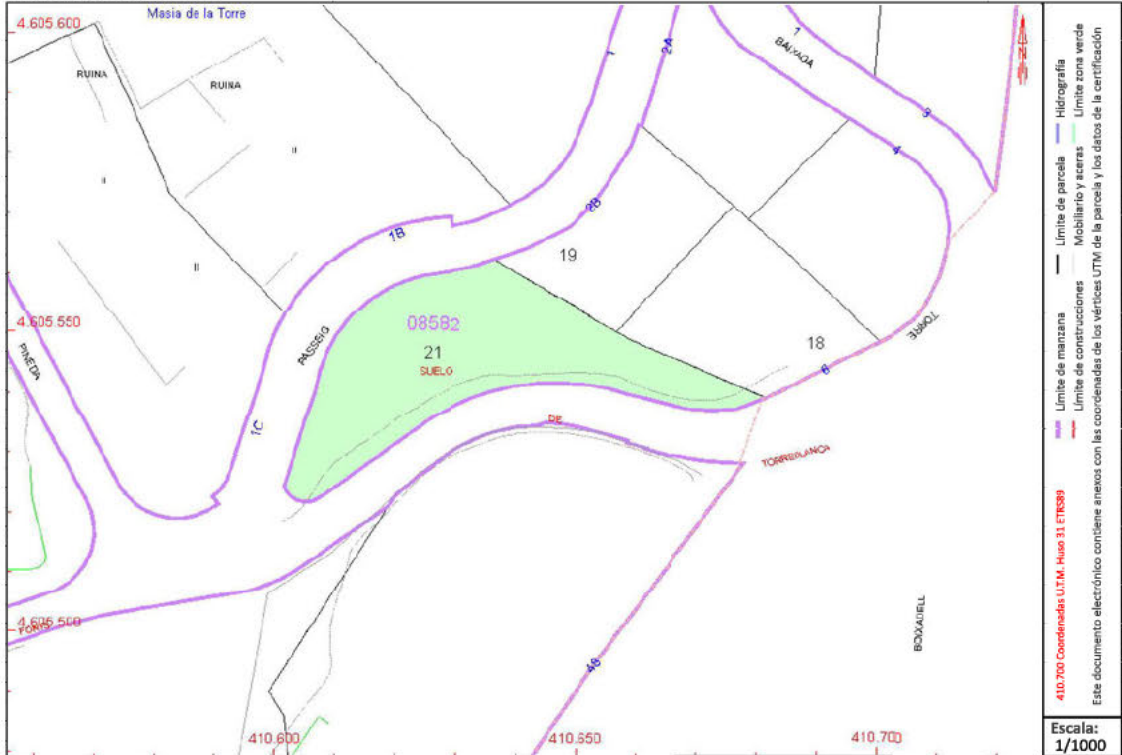 4.605.600
Masia de la Torre
RUINA
RUINA
II
II
II
1
2A
1
BAIXADA
3
4
2B
1B
19
4.605.550
PINEDA
PASSEIG
08582
21
SUELO
18
TORRE
6
1C
DE
TORREBLANCA
4.605.500
FONTS
48
BOIXADELL
410.600
410.650
410.700
N
410.700 Coordenadas U.T.M. Huso 31 ETRS89
Límite de manzana
Límite de parcela
Hidrografía
Límite de construcciones
Mobiliario y aceras
Límite zona verde
Este documento electrónico contiene anexos con las coordenadas de los vértices UTM de la parcela y los datos de la certificación
Escala:
1/1000